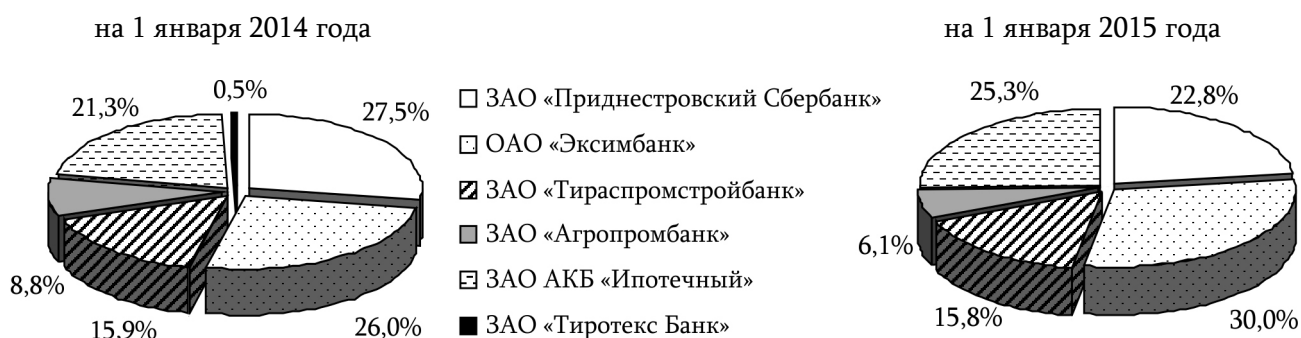 на 1 января 2014 года
на 1 января 2015 года
21,3%
0,5%
27,5%
8,8%
15,9%
26,0%
ЗАО «Приднестровский Сбербанк»
ОАО «Эксимбанк»
ЗАО «Тираспромстройбанк»
ЗАО «Агропромбанк»
ЗАО АКБ «Ипотечный»
ЗАО «Тиротекс Банк»
25,3%
22,8%
6,1%
15,8%
30,0%